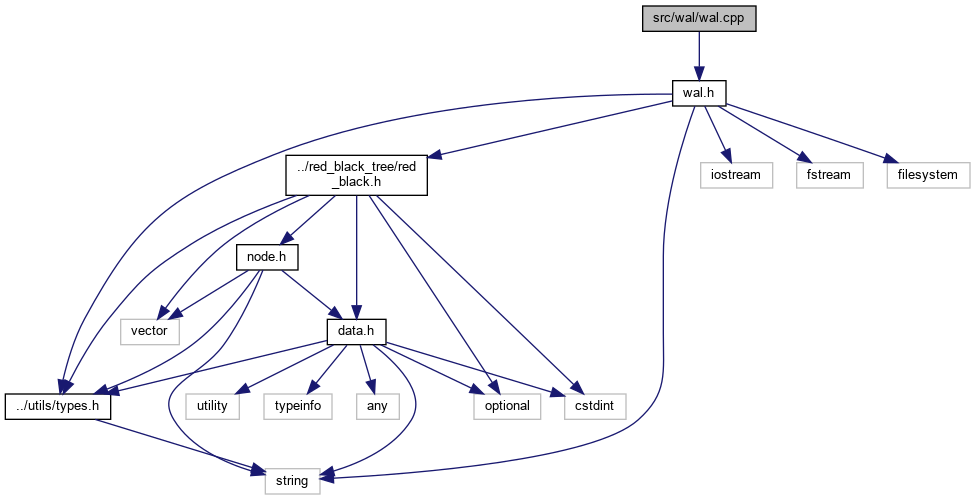 src/wal/wal.cpp
wal.h
../red_black_tree/red
_black.h
iostream
fstream
filesystem
node.h
vector
data.h
../utils/types.h
utility
typeinfo
any
optional
cstdint
string